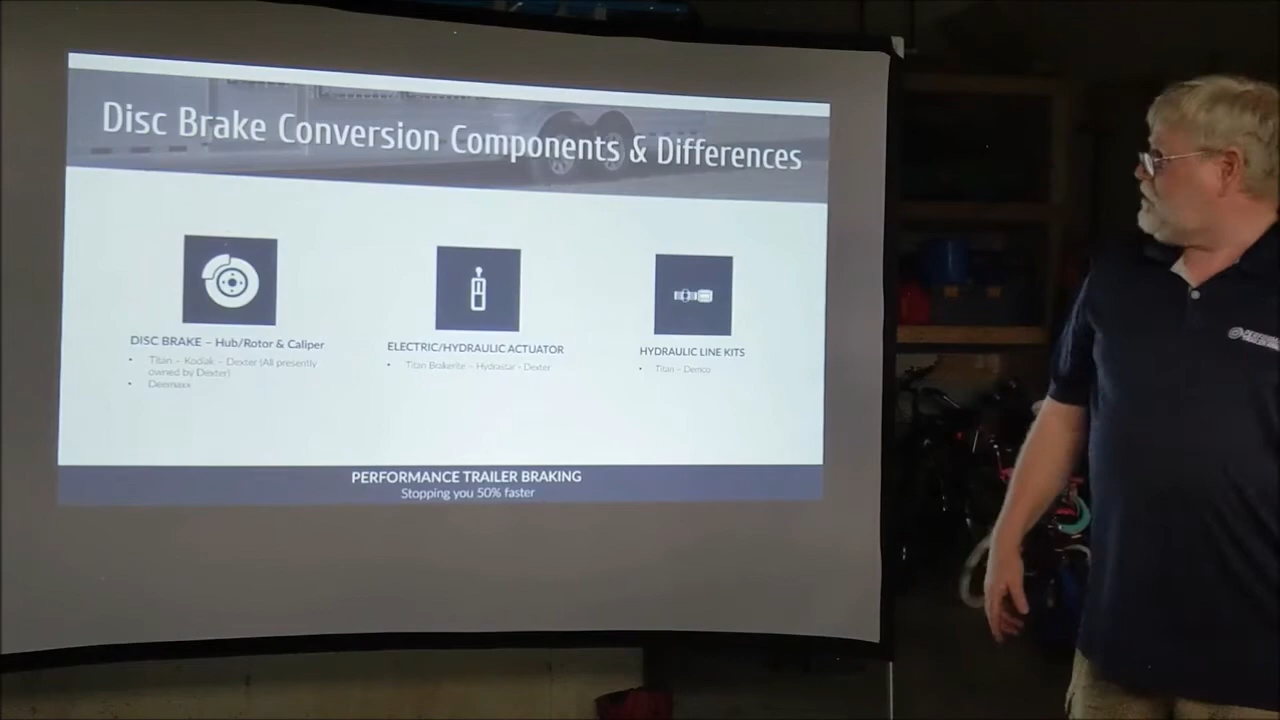 Disc Brake Conversion Components & Differences
DISC BRAKE – Hub/Rotor & Caliper
• Titan – Kodiak – Dexter (All presently
owned by Dexter)
• Deemaxx
ELECTRIC/HYDRAULIC ACTUATOR
• Titan Brakerite – Hydrastar - Dexter
HYDRAULIC LINE KITS
• Titan – Demco
PERFORMANCE TRAILER BRAKING
Stopping you 50% faster